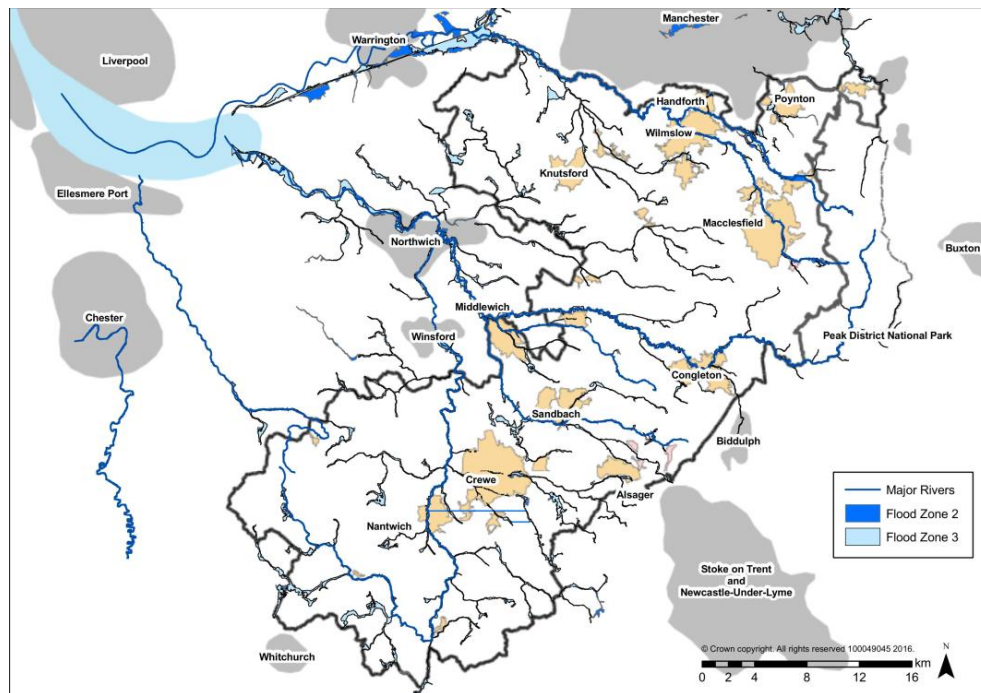 Manchester
Warrington
Liverpool
Handforth
Poynton
Wilmslow
Knutsford
Ellesmere Port
Macclesfield
Northwich
Buxton
Middlewich
Chester
Winsford
Peak District National Park
Congleton
Sandbach
Biddulph
Crewe
Alsager
Nantwich
Major Rivers
Flood Zone 2
Flood Zone 3
Stoke on Trent
and
Newcastle-Under-Lyme
Whitchurch
© Crown copyright. All rights reserved 100049045 2016.
N
km
0 2 4 8 12 16